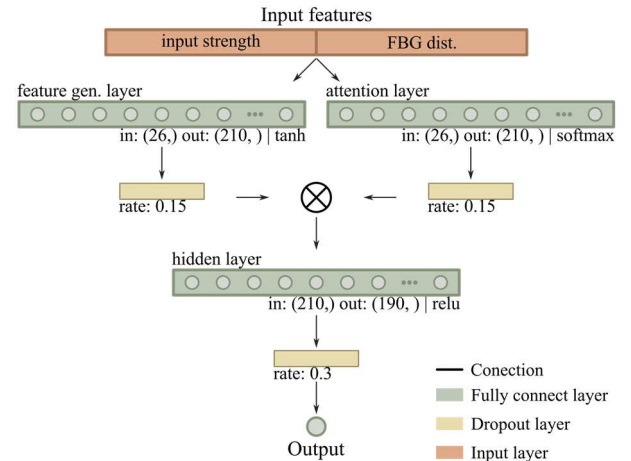 Input features
input strength
FBG dist.
feature gen. layer
attention layer
in: (26,) out: (210, ) | tanh
in: (26,) out: (210, ) | softmax
rate: 0.15
rate: 0.15
hidden layer
in: (210,) out: (190, ) | relu
rate: 0.3
Output
Conection
Fully connect layer
Dropout layer
Input layer